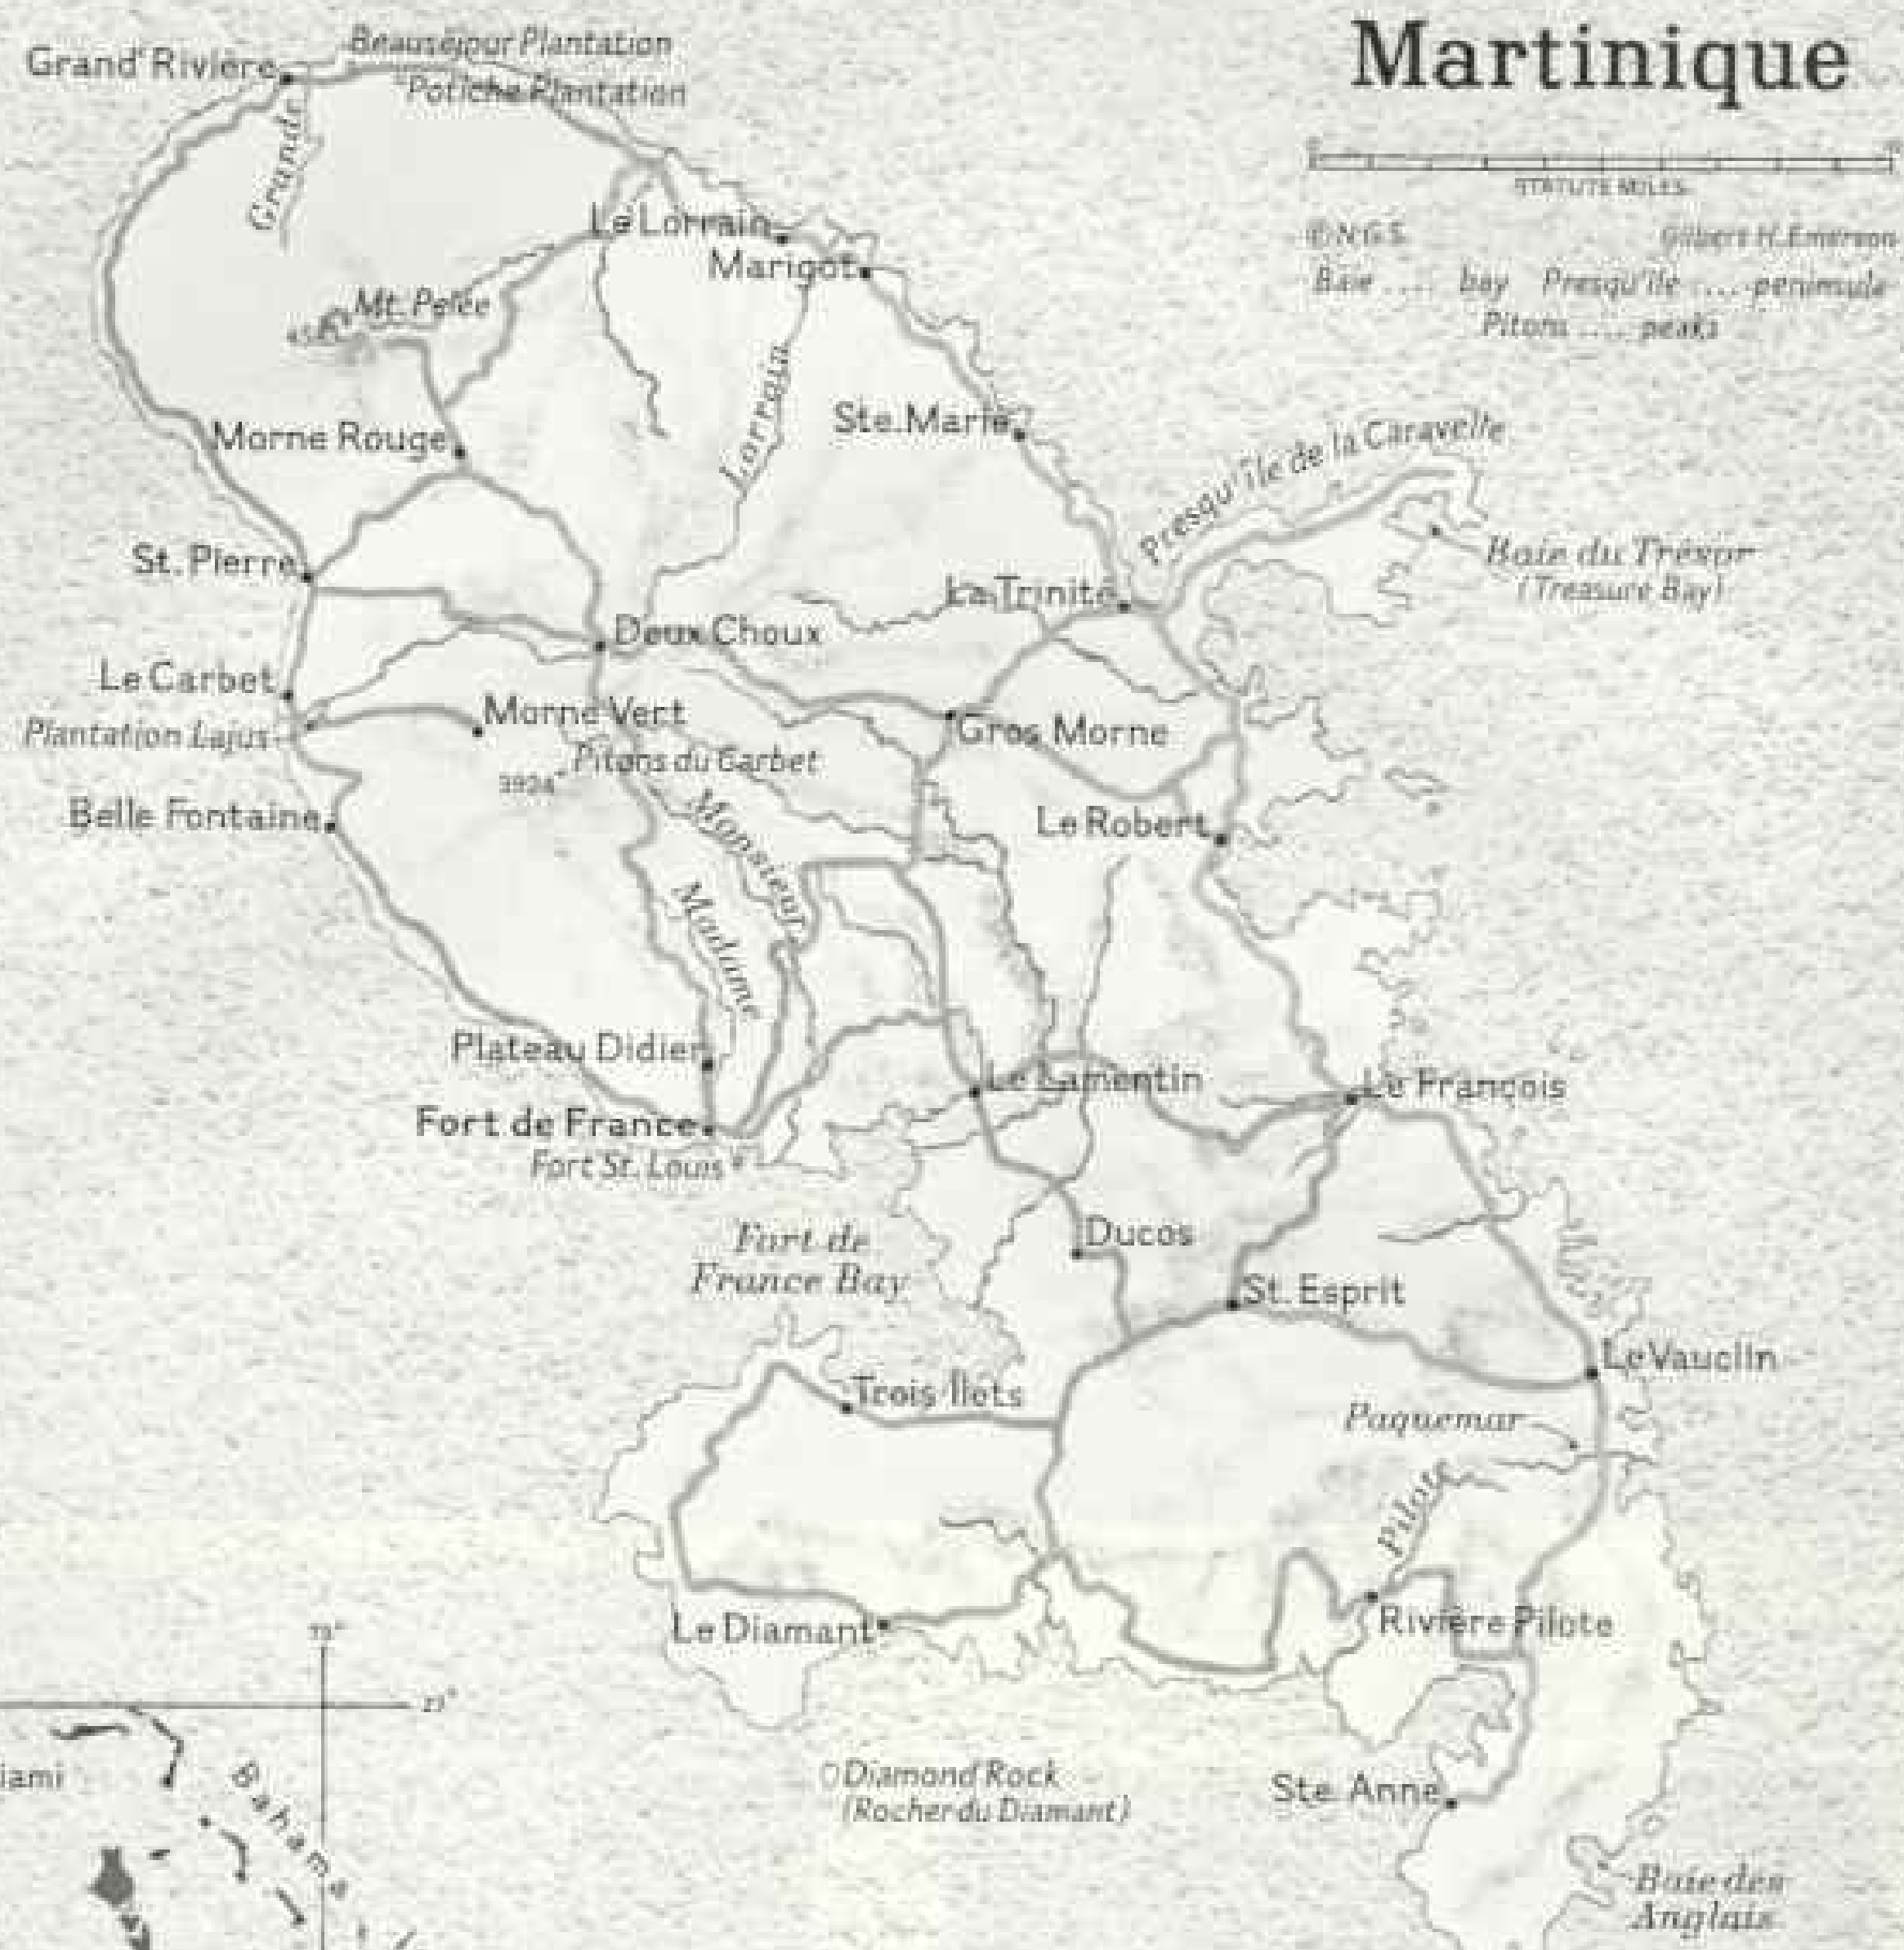 Martinique
STATUTE MILES
© N.G.S. Gilbert H. Emerson
Baie ..... bay Presqu'île ..... peninsula
Pitons ..... peaks
Grand' Rivière
Beauséjour Plantation
Potiche Plantation
Grande
Le Lorrain
Marigot
Mt. Pelée
Lorrain
Morne Rouge
Ste. Marie
Presqu'île de la Caravelle
St. Pierre
Baie du Trésor
(Treasure Bay)
La Trinité
Deux Choux
Le Carbet
Morne Vert
Plantation Lajus
Gros Morne
Pitons du Carbet
3924
Belle Fontaine
Monsieur
Le Robert
Madame
Plateau Didier
Le Lamentin
Le François
Fort de France
Fort St. Louis
Ducos
Fort de
France Bay
St. Esprit
Le Vauclin
Trois Îlets
Paquemar
Pilote
Le Diamant
Rivière Pilote
Diamond Rock
(Rocher du Diamant)
Ste. Anne
Baie des
Anglais
iami
Bahama